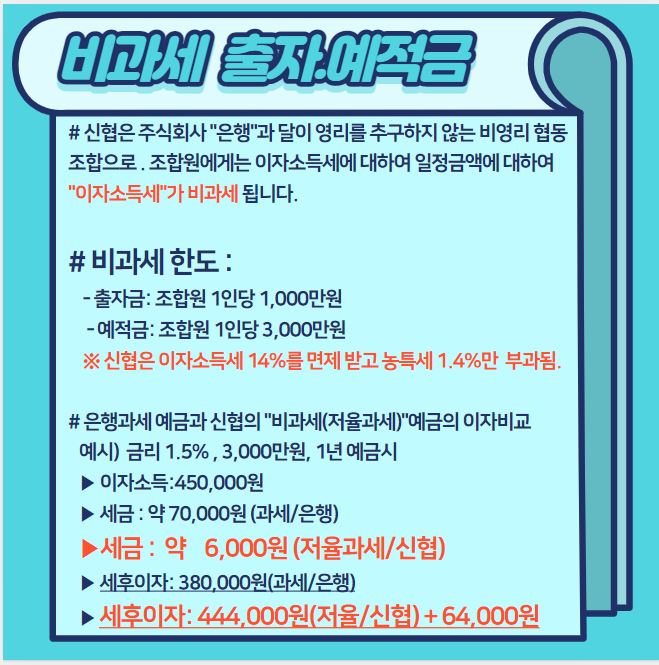 비과세 출자.예적금
# 신협은 주식회사 "은행"과 달이 영리를 추구하지 않는 비영리 협동
조합으로 . 조합원에게는 이자소득세에 대하여 일정금액에 대하여
"이자소득세"가 비과세 됩니다.
# 비과세 한도 :
- 출자금: 조합원 1인당 1,000만원
- 예적금: 조합원 1인당 3,000만원
※ 신협은 이자소득세 14%를 면제 받고 농특세 1.4%만 부과됨.
# 은행과세 예금과 신협의 "비과세(저율과세)"예금의 이자비교
예시) 금리 1.5% , 3,000만원, 1년 예금시
▶ 이자소득:450,000원
▶ 세금 : 약 70,000원 (과세/은행)
▶세금 : 약 6,000원 (저율과세/신협)
▶ 세후이자: 380,000원(과세/은행)
▶ 세후이자: 444,000원(저율/신협) + 64,000원